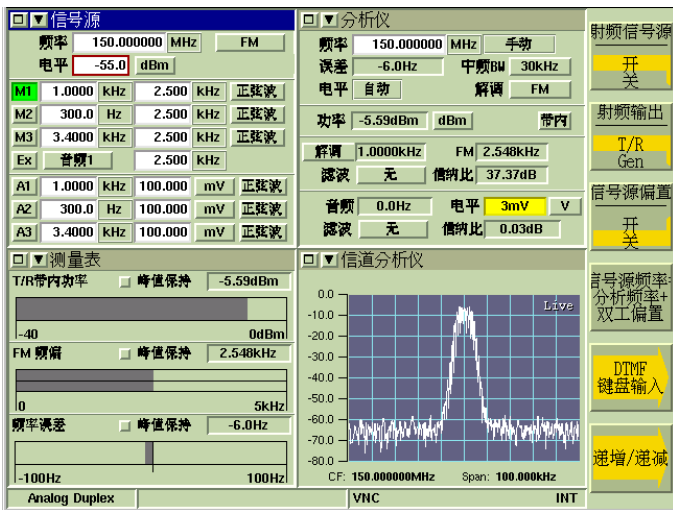 信号源
频率 150.000000 MHz FM
电平 -55.0 dBm
M1 1.0000 kHz 2.500 kHz 正弦波
M2 300.0 Hz 2.500 kHz 正弦波
M3 3.4000 kHz 2.500 kHz 正弦波
Ex 音频1 2.500 kHz
A1 1.0000 kHz 100.000 mV 正弦波
A2 300.0 Hz 100.000 mV 正弦波
A3 3.4000 kHz 100.000 mV 正弦波
分析仪
频率 150.000000 MHz 手动
误差 -6.0Hz 中频BW 30kHz
电平 自动 解调 FM
功率 -5.59dBm dBm 带内
解调 1.0000kHz FM 2.548kHz
滤波 无 信纳比 37.37dB
音频 0.0Hz 电平 3mV V
滤波 无 信纳比 0.03dB
测量表
T/R带内功率 峰值保持 -5.59dBm
-40 0dBm
FM 频偏 峰值保持 2.548kHz
0 5kHz
频率误差 峰值保持 -6.0Hz
-100Hz 100Hz
信道分析仪
Live
0.0
-10.0
-20.0
-30.0
-40.0
-50.0
-60.0
-70.0
-80.0
CF: 150.000000MHz Span: 100.000kHz
Analog Duplex VNC INT
射频信号源
开
关
射频输出
T/R
Gen
信号源偏置
开
关
信号源频率=
分析频率+
双工偏置
DTMF
键盘输入
递增/递减